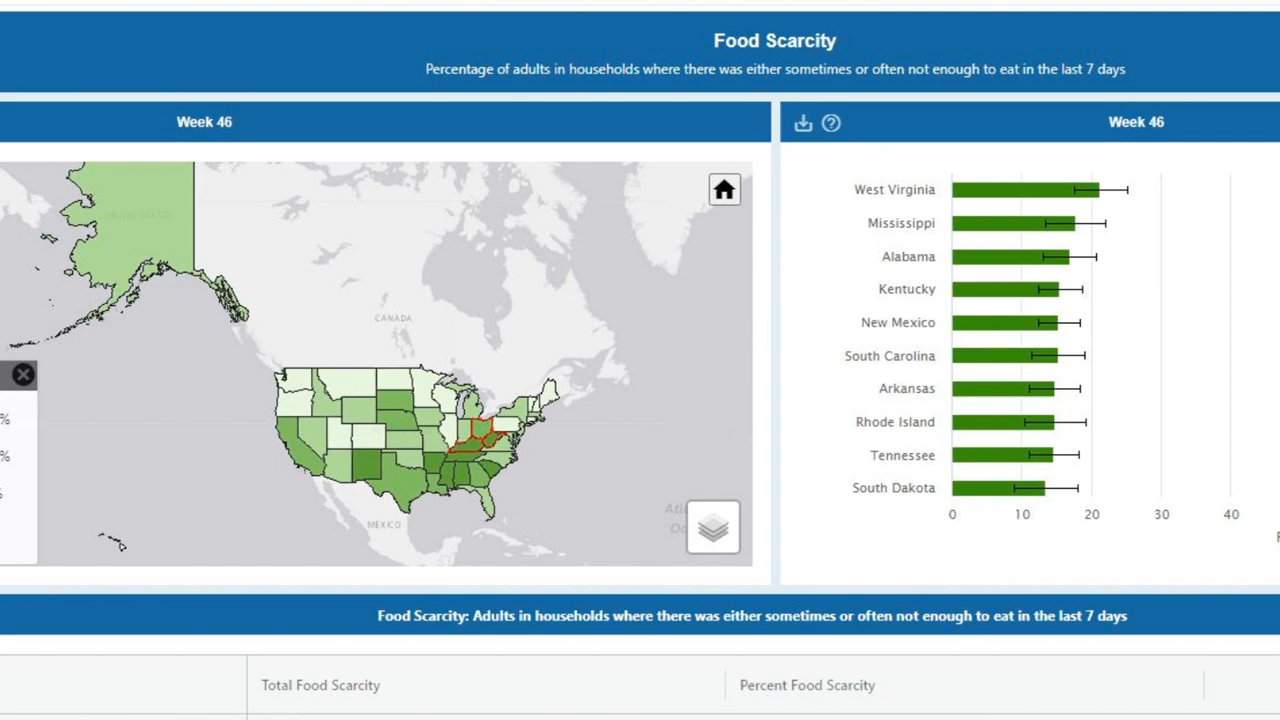 Food Scarcity
Percentage of adults in households where there was either sometimes or often not enough to eat in the last 7 days
Week 46
Week 46
UNITED STATES
CANADA
MEXICO
%
%
West Virginia
Mississippi
Alabama
Kentucky
New Mexico
South Carolina
Arkansas
Rhode Island
Tennessee
South Dakota
0 10 20 30 40
Food Scarcity: Adults in households where there was either sometimes or often not enough to eat in the last 7 days
Total Food Scarcity
Percent Food Scarcity